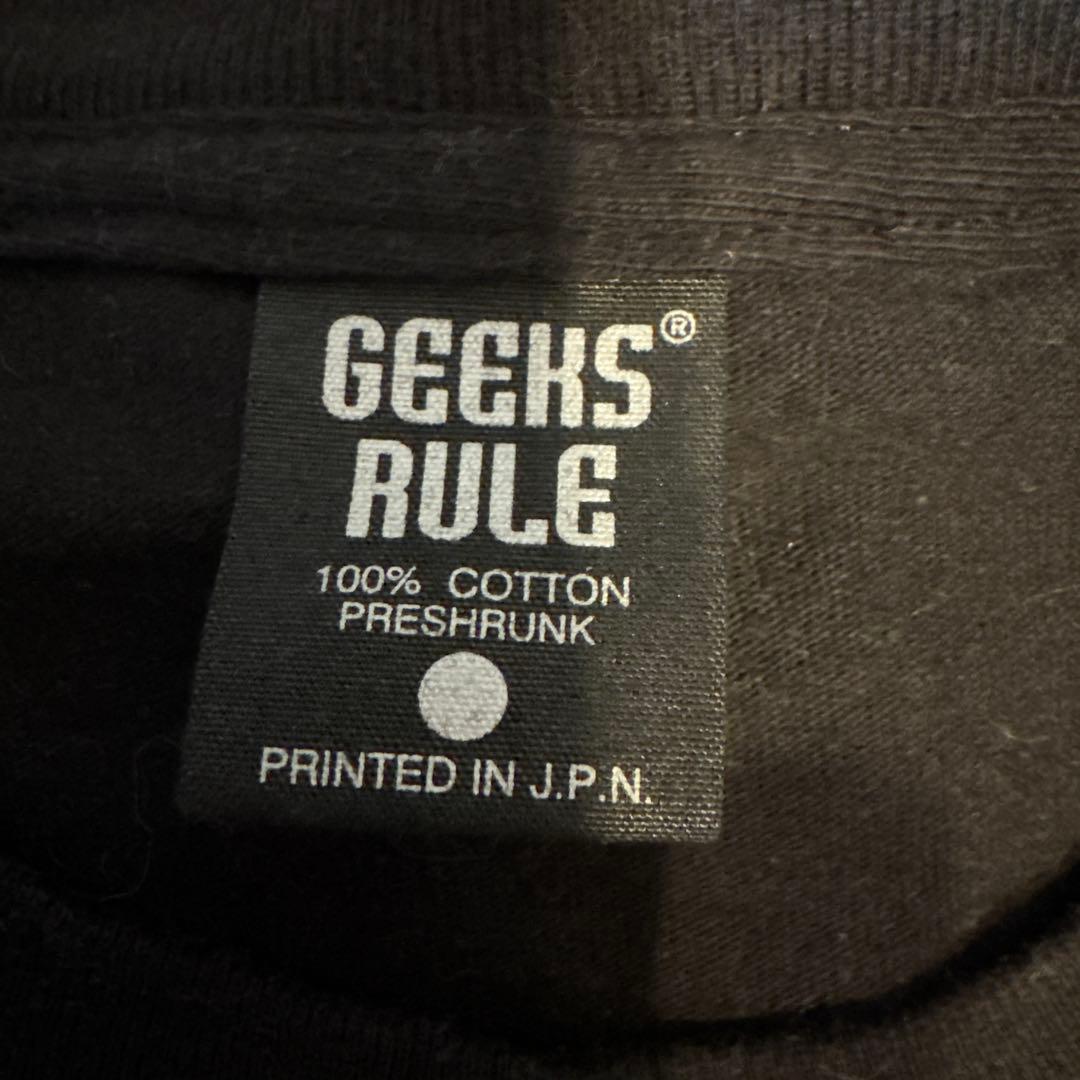 GEEKS®
RULE
100% COTTON
PRESHRUNK
PRINTED IN J.P.N.